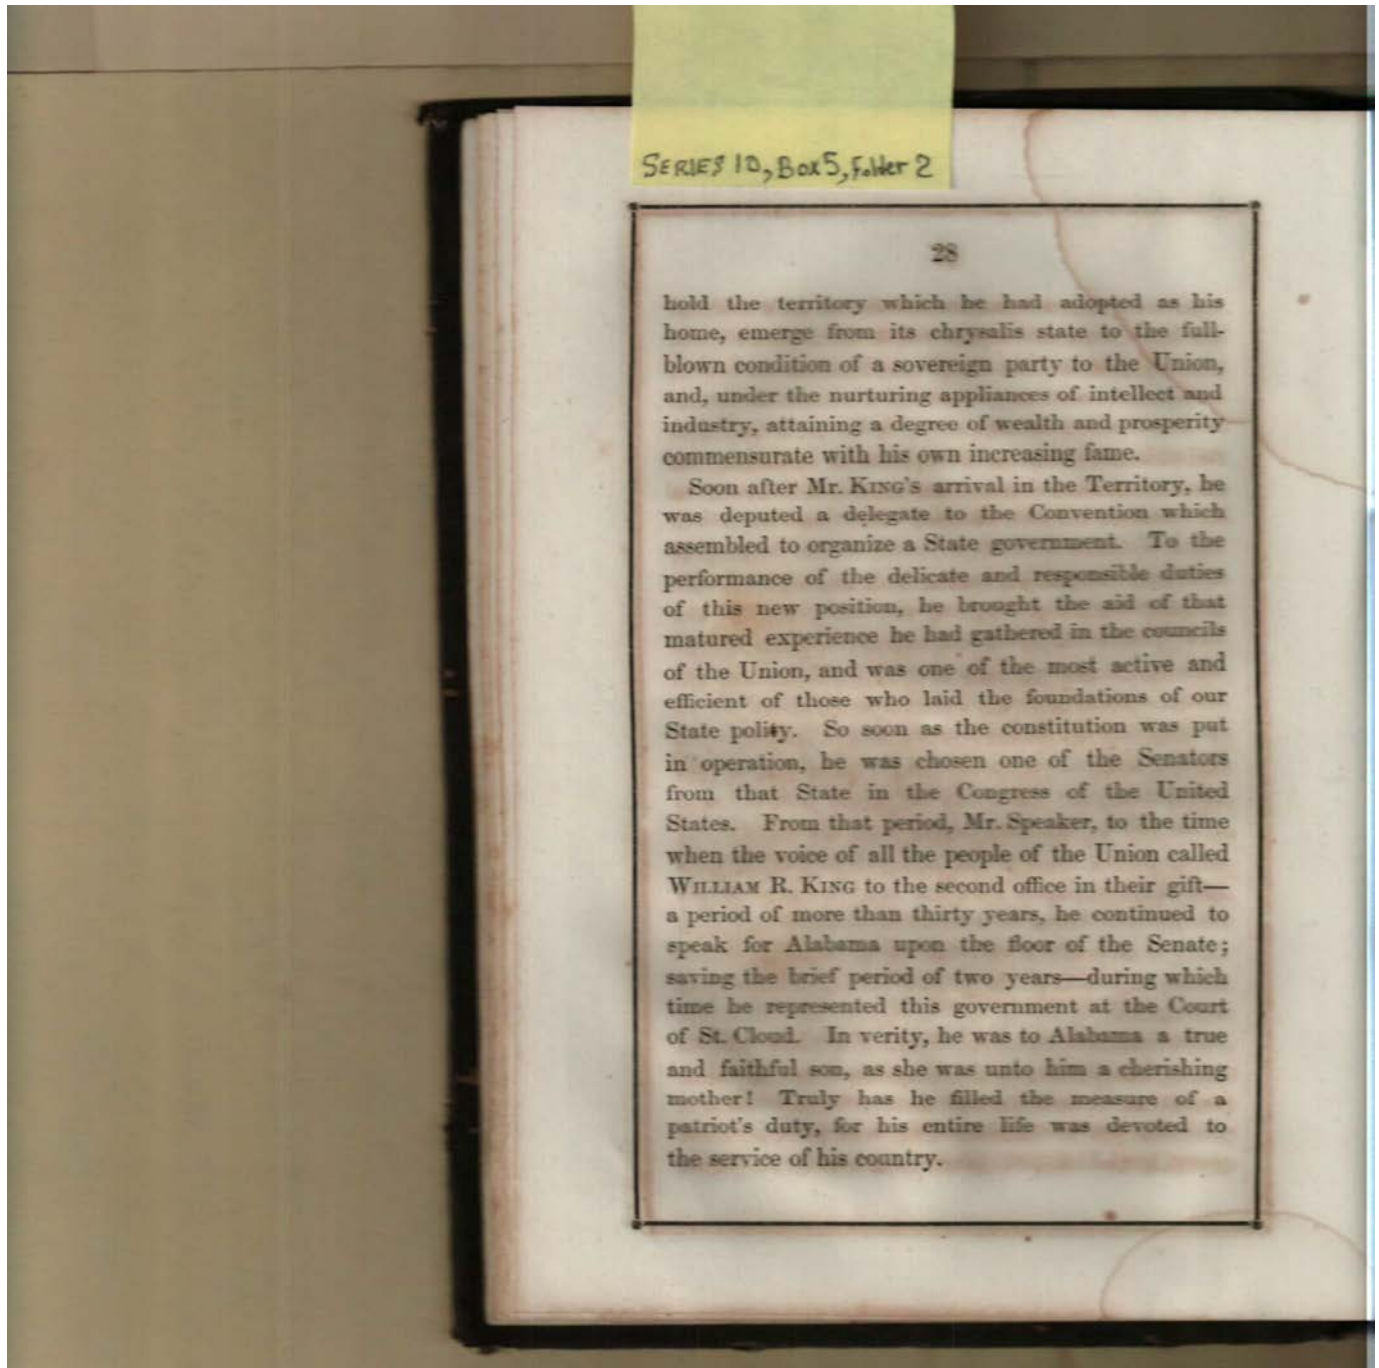 SERIES 10, Box 5, Folder 2
28
hold the territory which he had adopted as his
home, emerge from its chrysalis state to the full-
blown condition of a sovereign party to the Union,
and, under the nurturing appliances of intellect and
industry, attaining a degree of wealth and prosperity
commensurate with his own increasing fame.
Soon after Mr. KING's arrival in the Territory, he
was deputed a delegate to the Convention which
assembled to organize a State government. To the
performance of the delicate and responsible duties
of this new position, he brought the aid of that
matured experience he had gathered in the councils
of the Union, and was one of the most active and
efficient of those who laid the foundations of our
State polity. So soon as the constitution was put
in operation, he was chosen one of the Senators
from that State in the Congress of the United
States. From that period, Mr. Speaker, to the time
when the voice of all the people of the Union called
WILLIAM R. KING to the second office in their gift—
a period of more than thirty years, he continued to
speak for Alabama upon the floor of the Senate;
saving the brief period of two years—during which
time he represented this government at the Court
of St. Cloud. In verity, he was to Alabama a true
and faithful son, as she was unto him a cherishing
mother! Truly has he filled the measure of a
patriot's duty, for his entire life was devoted to
the service of his country.